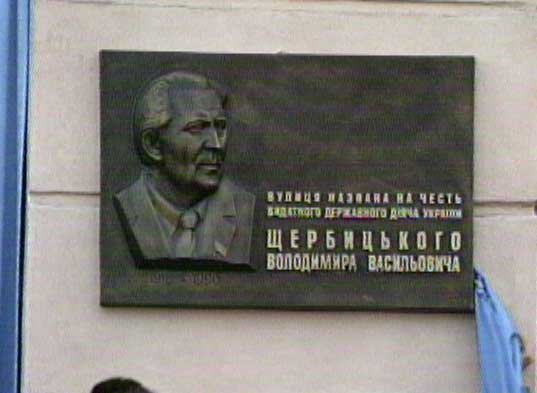 ВУЛИЦЯ НАЗВАНА НА ЧЕСТЬ
ВИДАТНОГО ДЕРЖАВНОГО ДІЯЧА УКРАЇНИ
ЩЕРБИЦЬКОГО
ВОЛОДИМИРА ВАСИЛЬОВИЧА